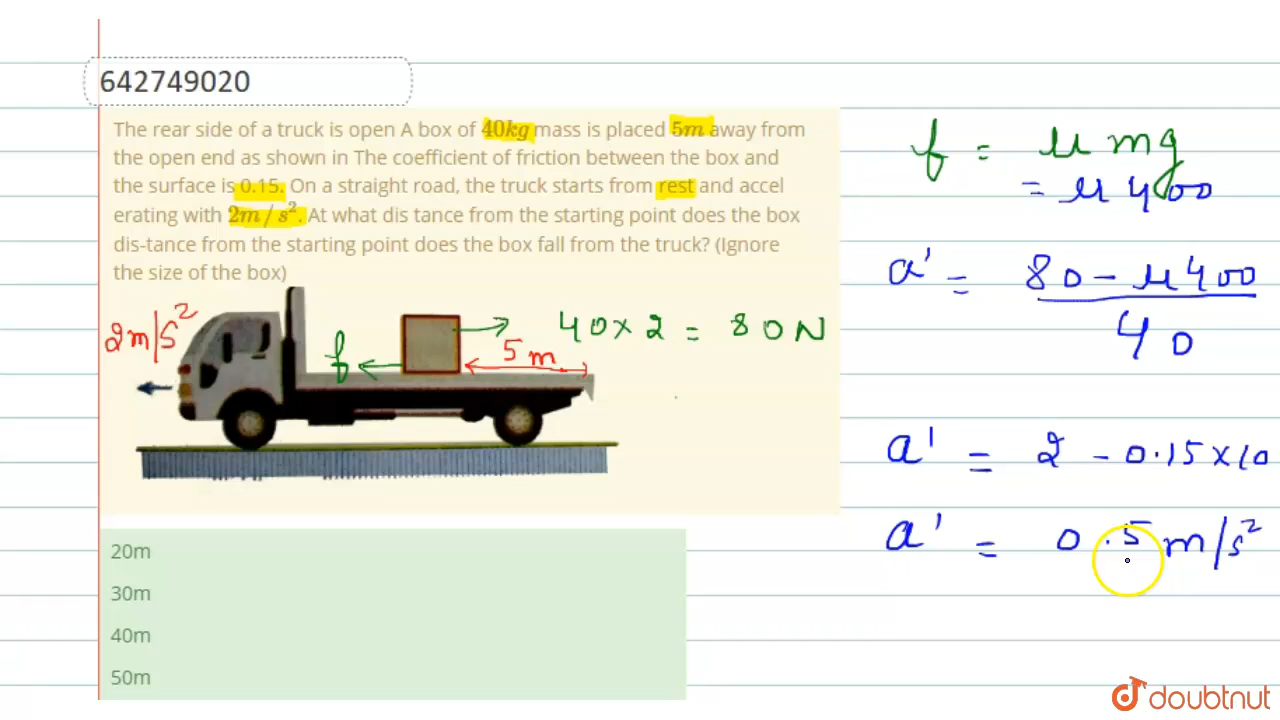 642749020
The rear side of a truck is open A box of 40kg mass is placed 5m away from
the open end as shown in The coefficient of friction between the box and
the surface is 0.15. On a straight road, the truck starts from rest and accel
erating with 2m/s². At what dis tance from the starting point does the box
dis-tance from the starting point does the box fall from the truck? (Ignore
the size of the box)
2m/s²
f
40×2 = 80N
5m
20m
30m
40m
50m
f = μmg
= μ400
a' = 80-μ400
40
a' = 2-0.15×10
a' = 0.5m/s²
doubtnut